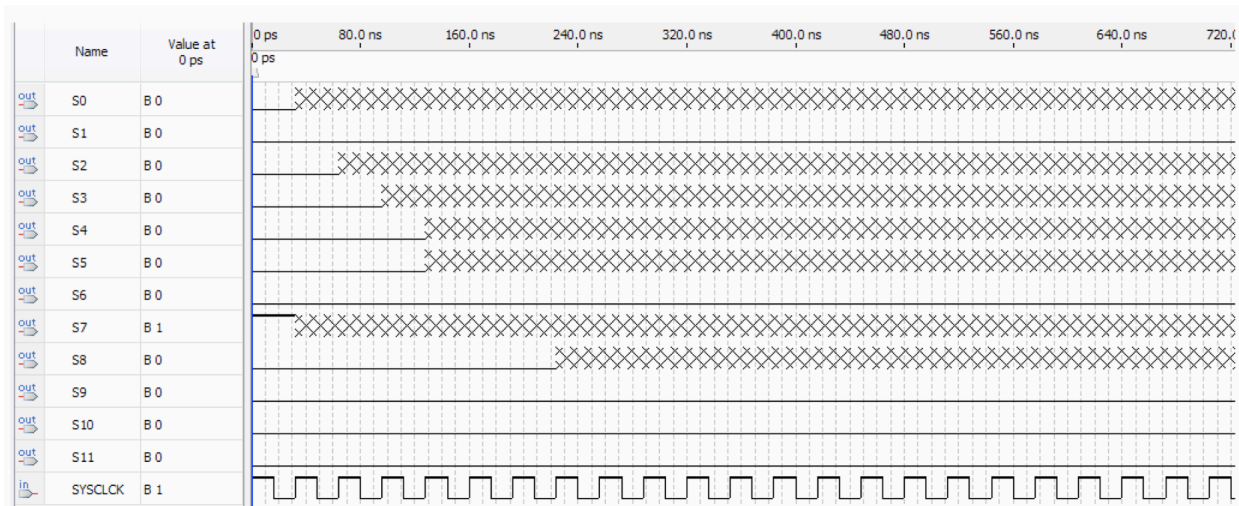 Name Value at 0 ps 0 ps 80.0 ns 160.0 ns 240.0 ns 320.0 ns 400.0 ns 480.0 ns 560.0 ns 640.0 ns 720.0
0 ps
out S0 B 0
out S1 B 0
out S2 B 0
out S3 B 0
out S4 B 0
out S5 B 0
out S6 B 0
out S7 B 1
out S8 B 0
out S9 B 0
out S10 B 0
out S11 B 0
in SYSCLCK B 1